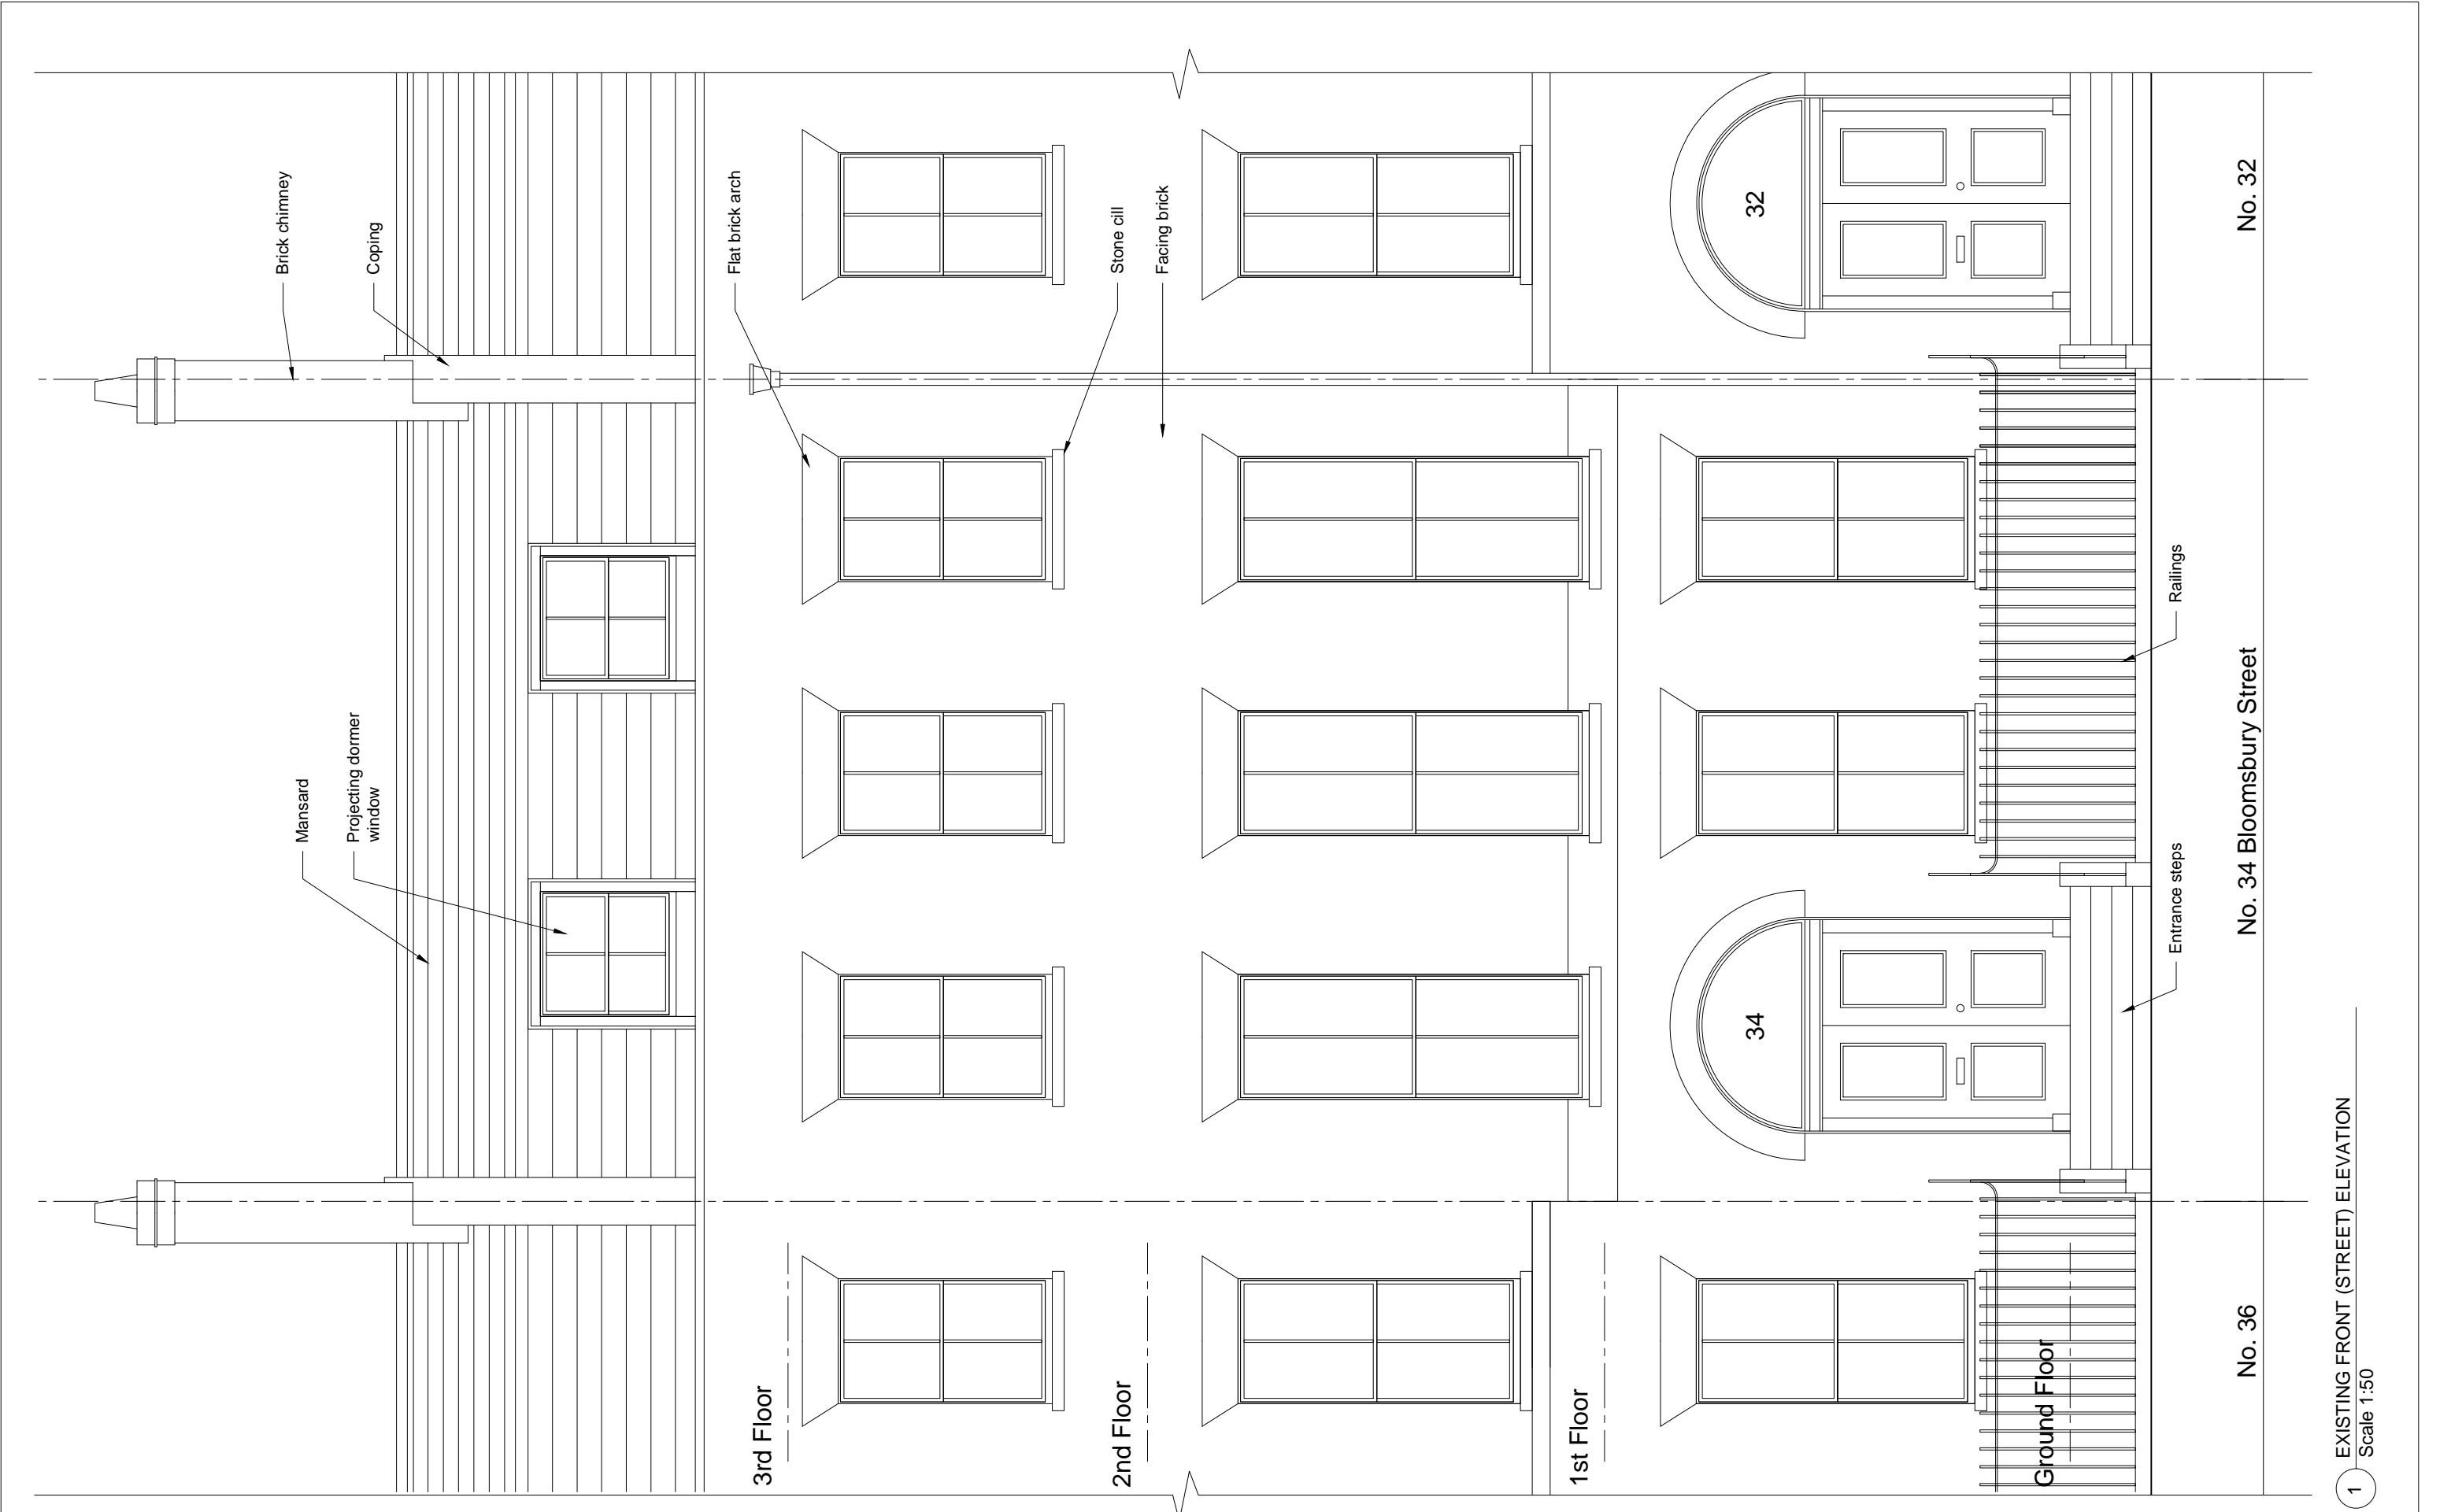 Brick chimney
Coping
Mansard
Projecting dormer
window
Flat brick arch
Stone cill
Facing brick
3rd Floor
2nd Floor
1st Floor
Ground Floor
32
34
Railings
Entrance steps
No. 36
No. 34 Bloomsbury Street
No. 32
1
EXISTING FRONT (STREET) ELEVATION
Scale 1:50